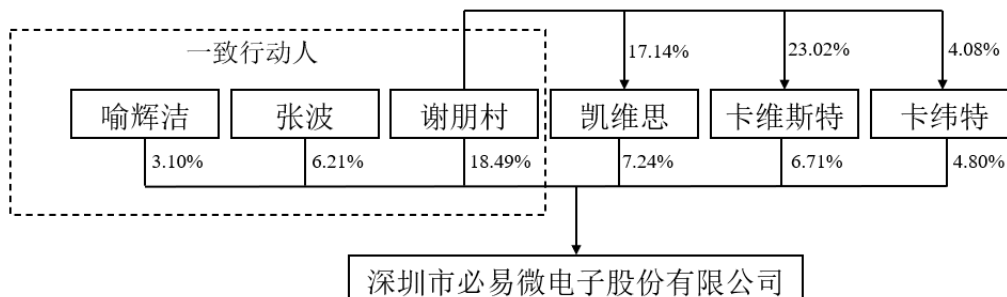 一致行动人
17.14%
23.02%
4.08%
喻辉洁
张波
谢朋村
凯维思
卡维斯特
卡纬特
3.10%
6.21%
18.49%
7.24%
6.71%
4.80%
深圳市必易微电子股份有限公司